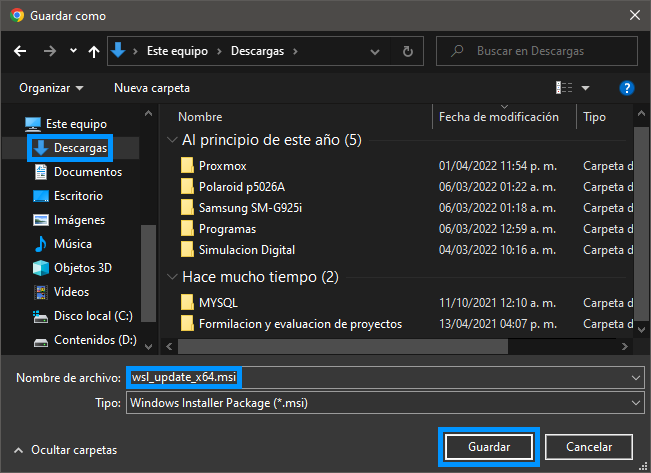 Guardar como
Este equipo > Descargas >
Buscar en Descargas
Organizar
Nueva carpeta
?
Este equipo
Descargas
Documentos
Escritorio
Imágenes
Música
Objetos 3D
Videos
Disco local (C:)
Contenidos (D:)
Nombre Fecha de modificación Tipo
Al principio de este año (5)
Proxmox 01/04/2022 11:54 p. m. Carpeta d
Polaroid p5026A 06/03/2022 01:22 a. m. Carpeta d
Samsung SM-G925i 06/03/2022 01:18 a. m. Carpeta d
Programas 06/03/2022 12:59 a. m. Carpeta d
Simulacion Digital 04/03/2022 10:16 a. m. Carpeta d
Hace mucho tiempo (2)
MYSQL 11/10/2021 12:10 a. m. Carpeta d
Formilacion y evaluacion de proyectos 13/04/2021 04:07 p. m. Carpeta d
Nombre de archivo: wsl_update_x64.msi
Tipo: Windows Installer Package (*.msi)
Ocultar carpetas
Guardar
Cancelar